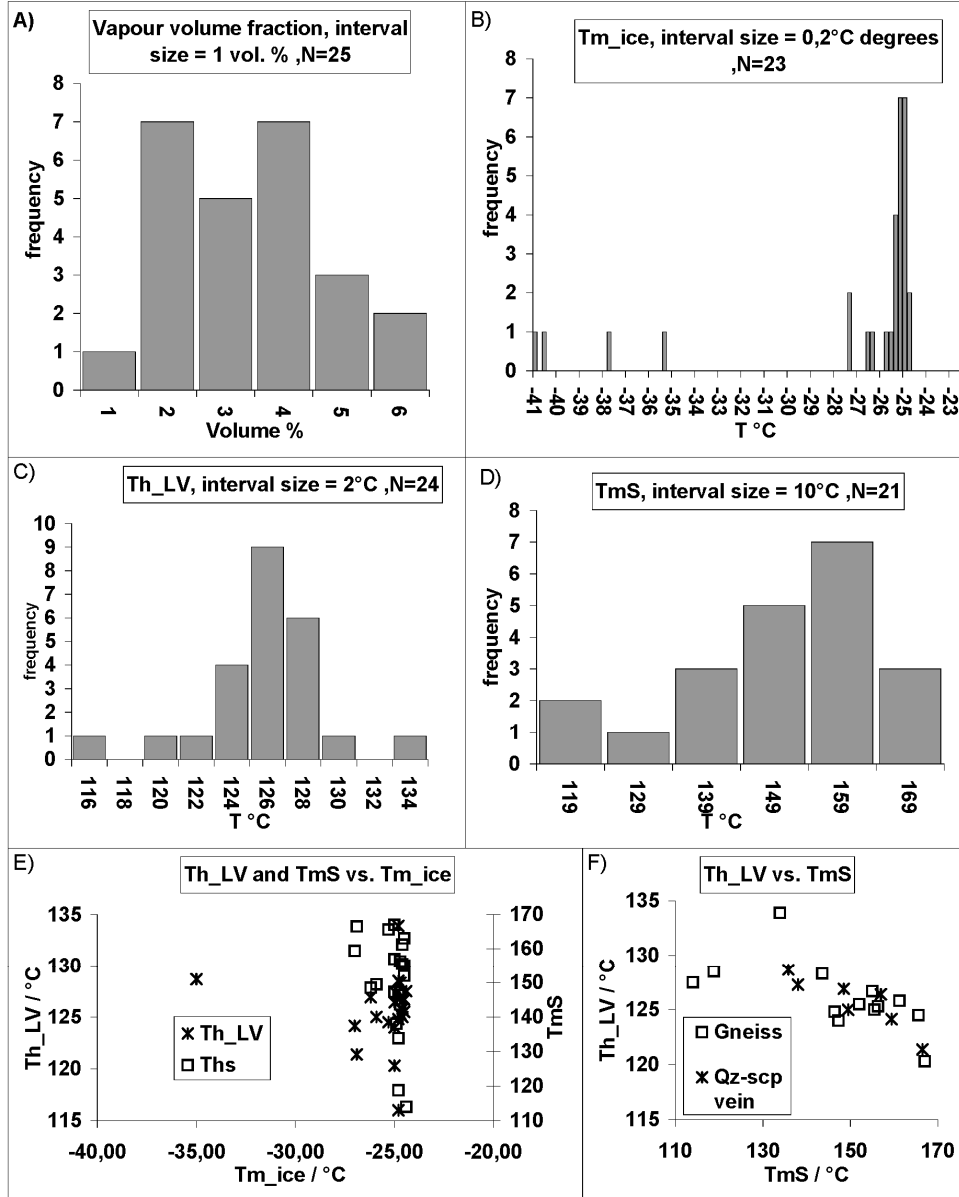 A)
Vapour volume fraction, interval
size = 1 vol. % ,N=25
frequency
8
7
6
5
4
3
2
1
0
1 2 3 4 5 6
Volume %
B)
Tm_ice, interval size = 0,2°C degrees
,N=23
frequency
8
7
6
5
4
3
2
1
0
-41 -40 -39 -38 -36 -35 -34 -33 -32 -31 -30 -29 -28 -27 -26 -25 -24 -23
T °C
C)
Th_LV, interval size = 2°C ,N=24
frequency
10
9
8
7
6
5
4
3
2
1
0
116 118 120 122 124 126 128 130 132 134
T °C
D)
TmS, interval size = 10°C ,N=21
frequency
8
7
6
5
4
3
2
1
0
119 129 139 149 159 169
T °C
E)
Th_LV and TmS vs. Tm_ice
Th_LV / °C
135
130
125
120
115
170
160
150
140
130
120
110
TmS
Th_LV
Ths
-40,00 -35,00 -30,00 -25,00 -20,00
Tm_ice / °C
F)
Th_LV vs. TmS
Th_LV / °C
135
130
125
120
115
Gneiss
Qz-scp
vein
110 130 150 170
TmS / °C